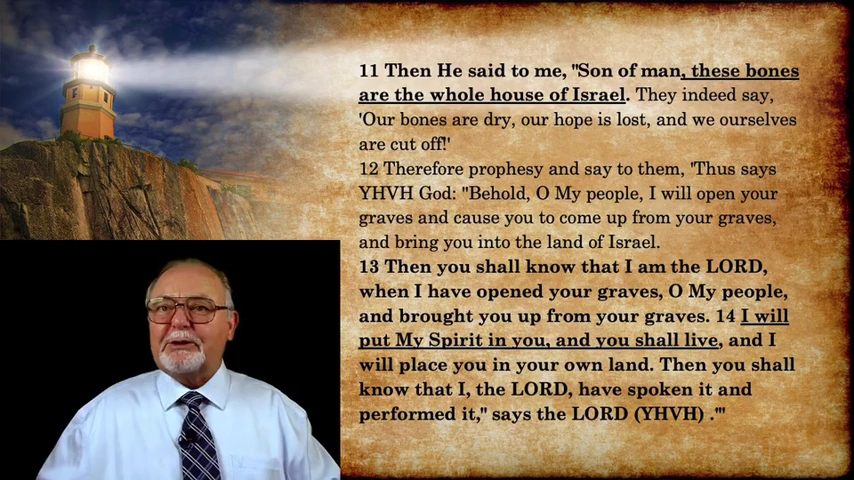 11 Then He said to me, "Son of man, these bones
are the whole house of Israel. They indeed say,
'Our bones are dry, our hope is lost, and we ourselves
are cut off!'
12 Therefore prophesy and say to them, 'Thus says
YHVH God: "Behold, O My people, I will open your
graves and cause you to come up from your graves,
and bring you into the land of Israel.
13 Then you shall know that I am the LORD,
when I have opened your graves, O My people,
and brought you up from your graves. 14 I will
put My Spirit in you, and you shall live, and I
will place you in your own land. Then you shall
know that I, the LORD, have spoken it and
performed it," says the LORD (YHVH) .'"